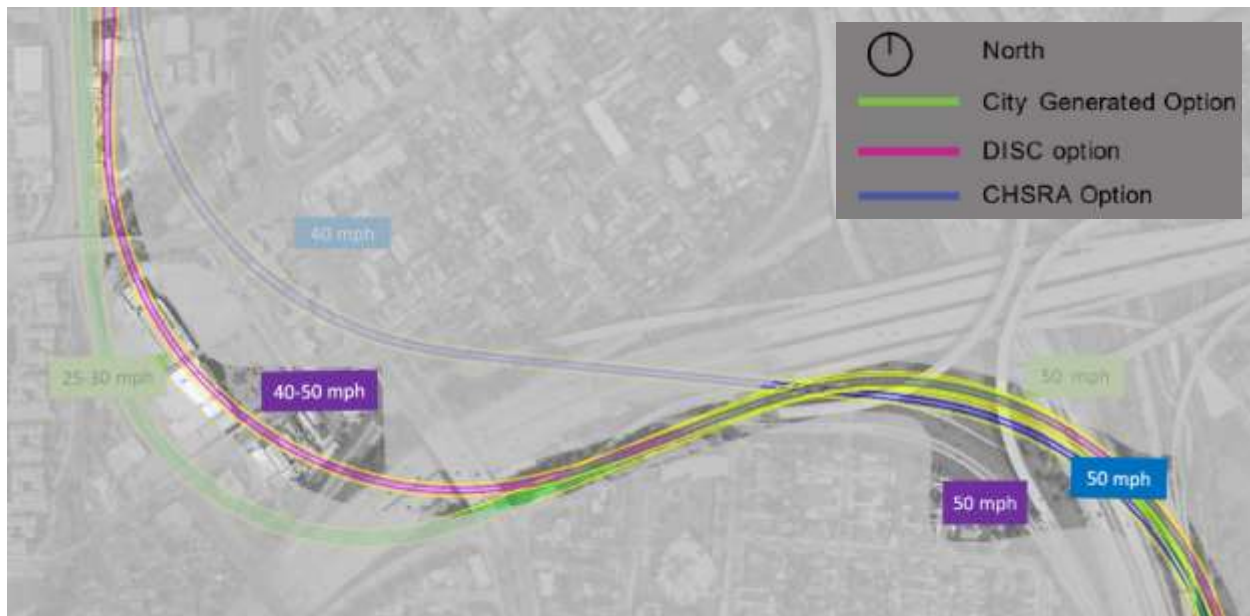 North
City Generated Option
DISC option
CHSRA Option
40 mph
25-30 mph
40-50 mph
50 mph
50 mph
50 mph